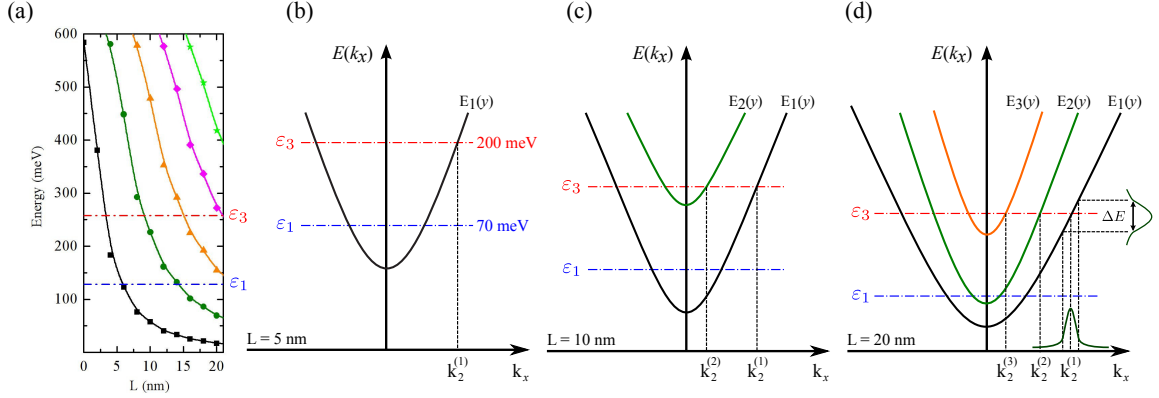 (a)
600
500
400
300
200
100
0
5
10
15
20
Energy (meV)
L (nm)
ε3
ε1
(b)
E(kx)
E1(y)
ε3
200 meV
ε1
70 meV
L = 5 nm
k2(1)
kx
(c)
E(kx)
E2(y)
E1(y)
ε3
ε1
L = 10 nm
k2(2)
k2(1)
kx
(d)
E(kx)
E3(y)
E2(y)
E1(y)
ε3
ΔE
ε1
L = 20 nm
k2(3)
k2(2)
k2(1)
kx